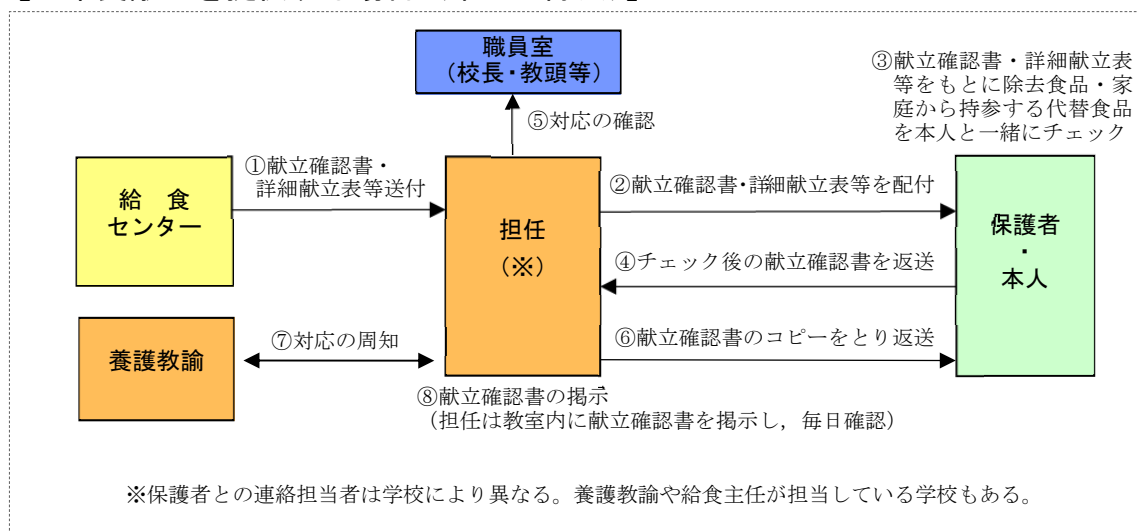 職員室
(校長・教頭等)
③献立確認書・詳細献立表
等をもとに除去食品・家
庭から持参する代替食品
を本人と一緒にチェック
⑤対応の確認
①献立確認書・
詳細献立表等送付
給 食
センター
担任
(※)
②献立確認書・詳細献立表等を配付
保護者
・
本人
④チェック後の献立確認書を返送
⑦対応の周知
養護教諭
⑥献立確認書のコピーをとり返送
⑧献立確認書の掲示
(担任は教室内に献立確認書を掲示し，毎日確認)
※保護者との連絡担当者は学校により異なる。養護教諭や給食主任が担当している学校もある。